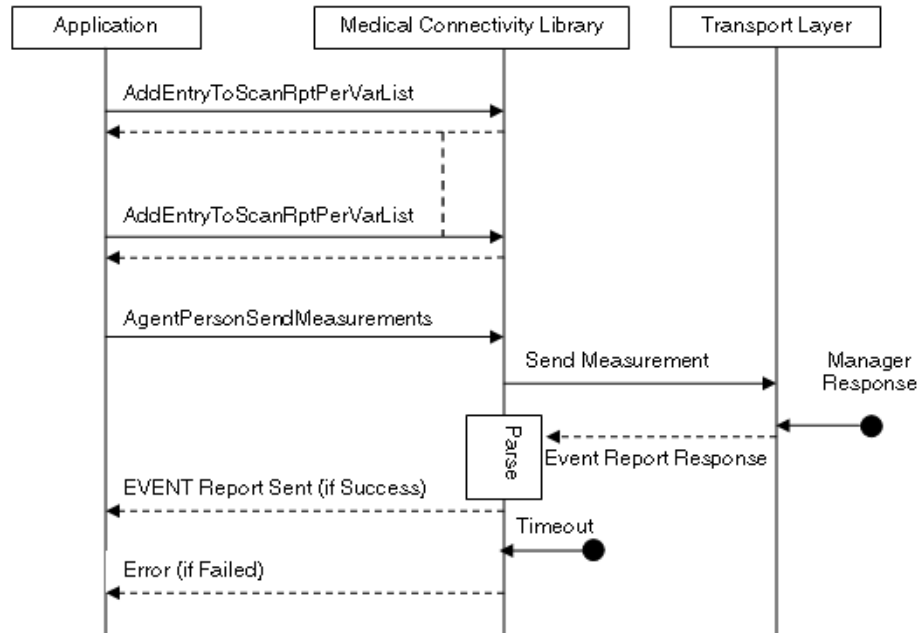 Application
Medical Connectivity Library
Transport Layer
AddEntryToScanRptPerVarList
AddEntryToScanRptPerVarList
AgentPersonSendMeasurements
Send Measurement
Manager
Response
Parse
Event Report Response
EVENT Report Sent (if Success)
Timeout
Error (if Failed)